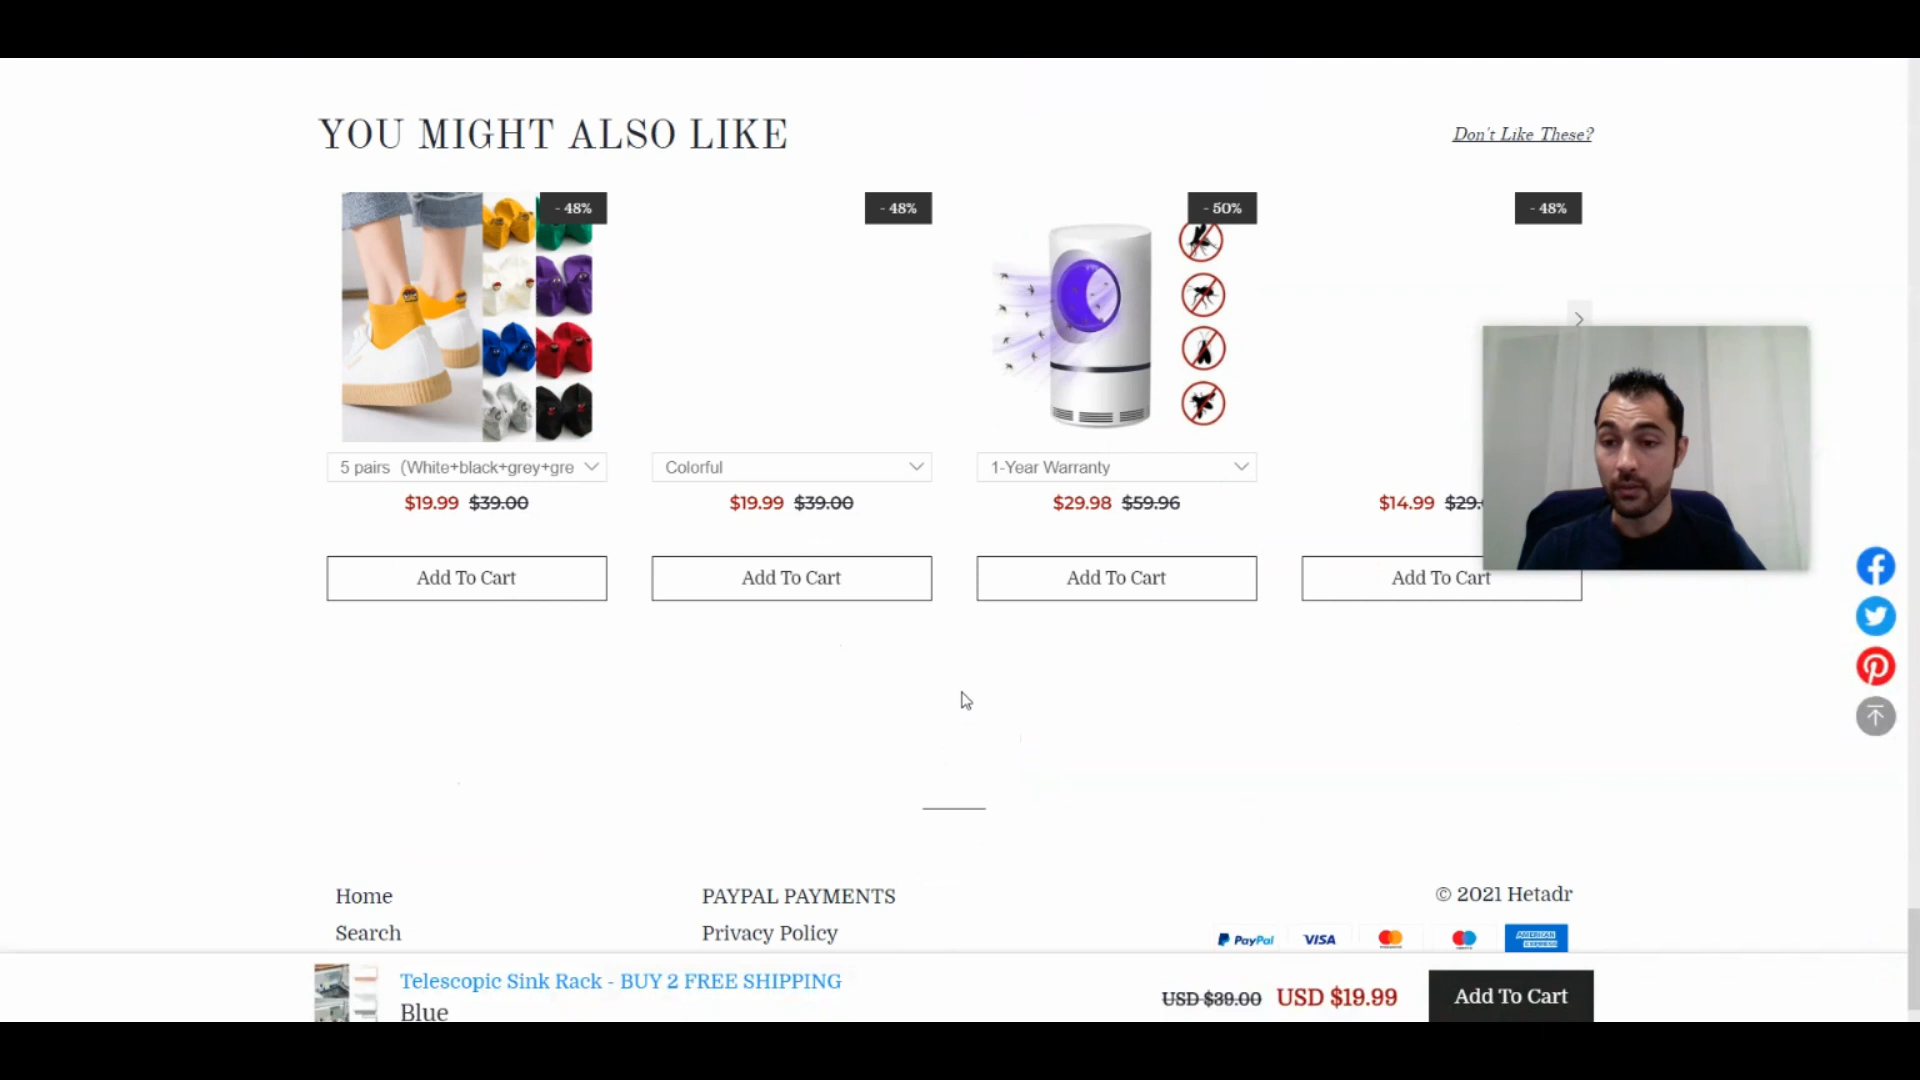 YOU MIGHT ALSO LIKE
Don't Like These?
- 48%
- 48%
- 50%
- 48%
5 pairs (White+black+grey+gre
Colorful
1-Year Warranty
$19.99 $39.00
$19.99 $39.00
$29.98 $59.96
$14.99 $29.
Add To Cart
Add To Cart
Add To Cart
Add To Cart
Home
PAYPAL PAYMENTS
© 2021 Hetadr
Search
Privacy Policy
PayPal
VISA
AMERICAN
EXPRESS
Telescopic Sink Rack - BUY 2 FREE SHIPPING
Blue
USD $39.00 USD $19.99
Add To Cart